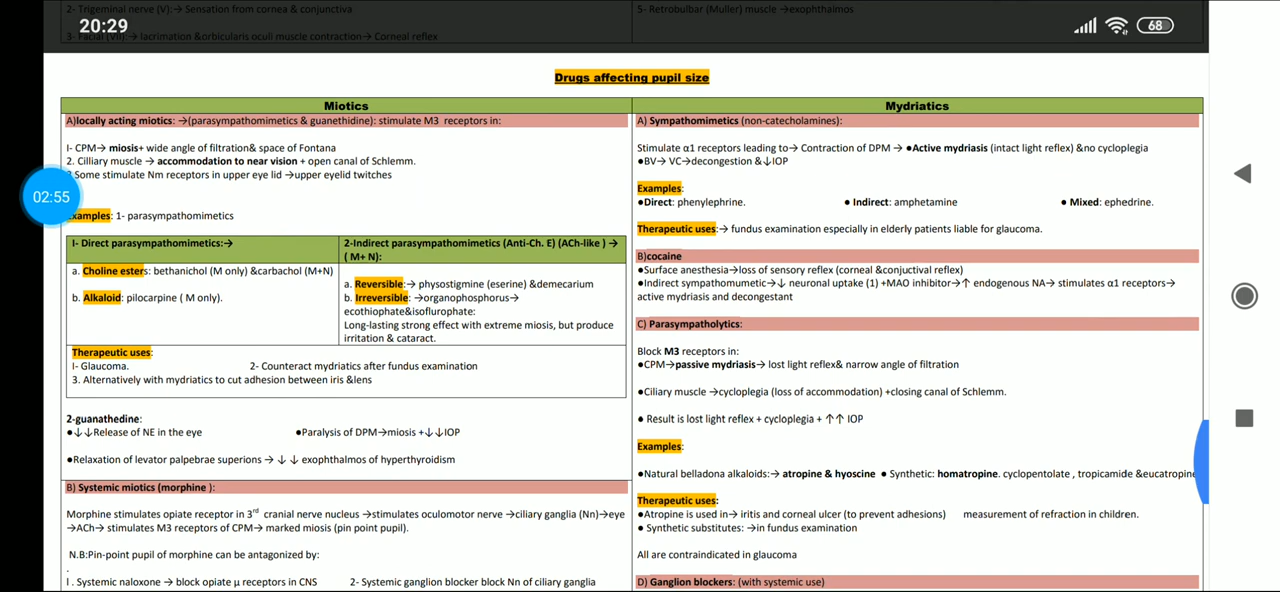 2- Trigeminal nerve (V):→ Sensation from cornea & conjunctiva
3- Facial (VII):→ lacrimation &orbicularis oculi muscle contraction→ Corneal reflex
5- Retrobulbar (Muller) muscle →exophthalmos
20:29
68
Drugs affecting pupil size
Miotics
A)locally acting miotics: →(parasympathomimetics & guanethidine): stimulate M3 receptors in:
I- CPM→ miosis+ wide angle of filtration& space of Fontana
2. Cilliary muscle → accommodation to near vision + open canal of Schlemm.
Some stimulate Nm receptors in upper eye lid →upper eyelid twitches
02:55
Examples: 1- parasympathomimetics
I- Direct parasympathomimetics:→
a. Choline esters: bethanichol (M only) &carbachol (M+N)
b. Alkaloid: pilocarpine ( M only).
2-Indirect parasympathomimetics (Anti-Ch. E) (ACh-like ) →
( M+ N):
a. Reversible:→ physostigmine (eserine) &demecarium
b. Irreversible: →organophosphorus→
ecothiophate&isoflurophate:
Long-lasting strong effect with extreme miosis, but produce
irritation & cataract.
Therapeutic uses:
I- Glaucoma. 2- Counteract mydriatics after fundus examination
3. Alternatively with mydriatics to cut adhesion between iris &lens
2-guanathedine:
●↓↓Release of NE in the eye ●Paralysis of DPM→miosis +↓↓IOP
●Relaxation of levator palpebrae superions → ↓ ↓ exophthalmos of hyperthyroidism
B) Systemic miotics (morphine ):
Morphine stimulates opiate receptor in 3rd cranial nerve nucleus →stimulates oculomotor nerve →ciliary ganglia (Nn)→eye
→ACh→ stimulates M3 receptors of CPM→ marked miosis (pin point pupil).
N.B:Pin-point pupil of morphine can be antagonized by:
.
I . Systemic naloxone → block opiate μ receptors in CNS 2- Systemic ganglion blocker block Nn of ciliary ganglia
Mydriatics
A) Sympathomimetics (non-catecholamines):
Stimulate α1 receptors leading to→ Contraction of DPM → ●Active mydriasis (intact light reflex) &no cycloplegia
●BV→ VC→decongestion &↓IOP
Examples:
●Direct: phenylephrine. ● Indirect: amphetamine ● Mixed: ephedrine.
Therapeutic uses:→ fundus examination especially in elderly patients liable for glaucoma.
B)cocaine
●Surface anesthesia→loss of sensory reflex (corneal &conjuctival reflex)
●Indirect sympathomumetic→↓ neuronal uptake (1) +MAO inhibitor→↑ endogenous NA→ stimulates α1 receptors→
active mydriasis and decongestant
C) Parasympatholytics:
Block M3 receptors in:
●CPM→passive mydriasis→ lost light reflex& narrow angle of filtration
●Ciliary muscle →cycloplegia (loss of accommodation) +closing canal of Schlemm.
● Result is lost light reflex + cycloplegia + ↑↑ IOP
Examples:
●Natural belladona alkaloids:→ atropine & hyoscine ● Synthetic: homatropine. cyclopentolate , tropicamide &eucatropine
Therapeutic uses:
●Atropine is used in→ iritis and corneal ulcer (to prevent adhesions) measurement of refraction in children.
● Synthetic substitutes: →in fundus examination
All are contraindicated in glaucoma
D) Ganglion blockers: (with systemic use)